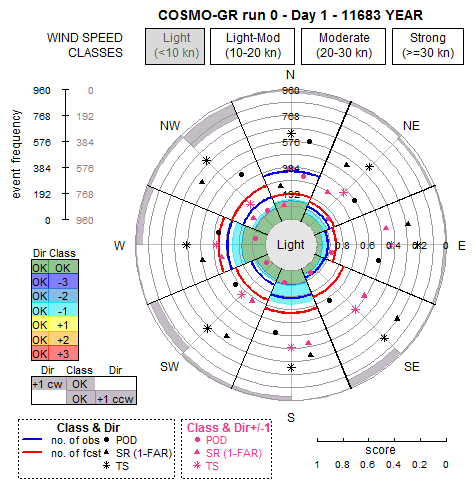 COSMO-GR run 0 - Day 1 - 11683 YEAR
WIND SPEED CLASSES
Light (<10 kn)
Light-Mod (10-20 kn)
Moderate (20-30 kn)
Strong (>=30 kn)
event frequency
960 0
768 192
576 384
384 576
192 768
0 960
N
NE
E
SE
S
SW
W
NW
960
768
576
384
192
Light
0.8 0.6 0.4 0.2 0
Dir Class
OK OK
OK -3
OK -2
OK -1
OK +1
OK +2
OK +3
Dir Class Dir
+1 cw OK
OK +1 ccw
Class & Dir
no. of obs POD
no. of fcst SR (1-FAR)
TS
Class & Dir+/-1
POD
SR (1-FAR)
TS
score
1 0.8 0.6 0.4 0.2 0